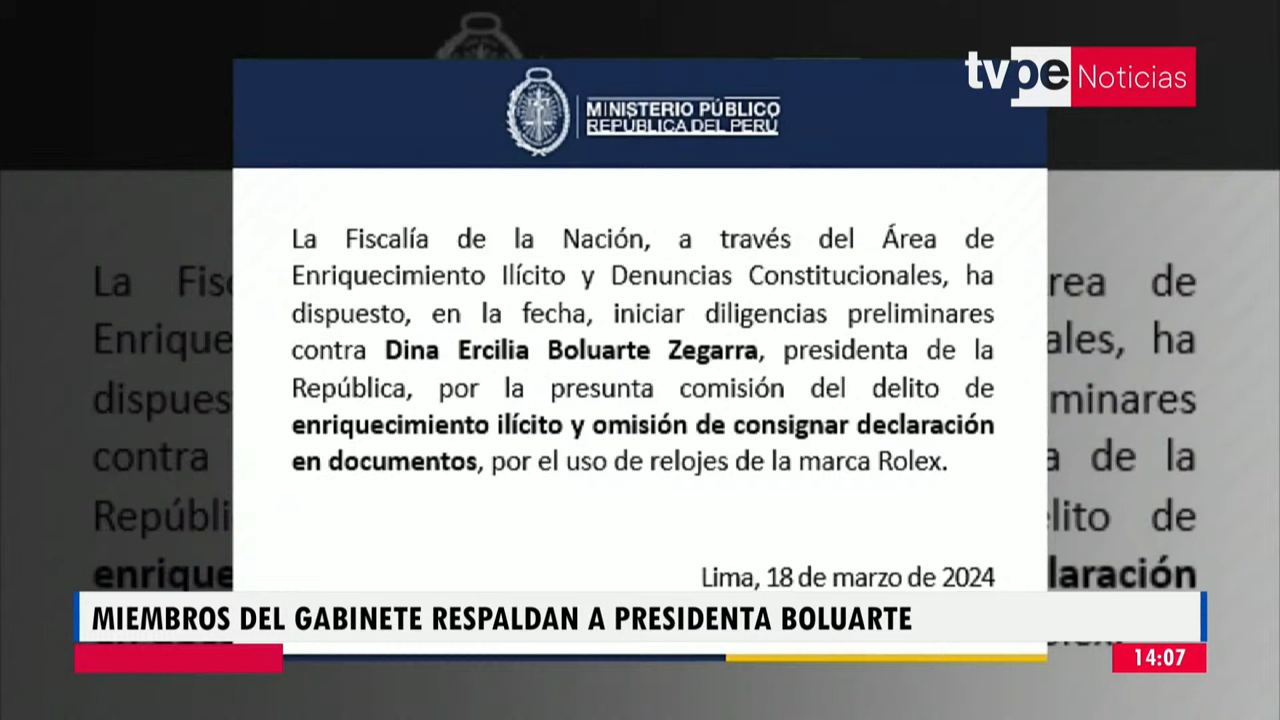 tvpe Noticias
MINISTERIO PÚBLICO
REPÚBLICA DEL PERÚ
La Fiscalía de la Nación, a través del Área de
Enriquecimiento Ilícito y Denuncias Constitucionales, ha
dispuesto, en la fecha, iniciar diligencias preliminares
contra Dina Ercilia Boluarte Zegarra, presidenta de la
República, por la presunta comisión del delito de
enriquecimiento ilícito y omisión de consignar declaración
en documentos, por el uso de relojes de la marca Rolex.
Lima, 18 de marzo de 2024
MIEMBROS DEL GABINETE RESPALDAN A PRESIDENTA BOLUARTE
14:07